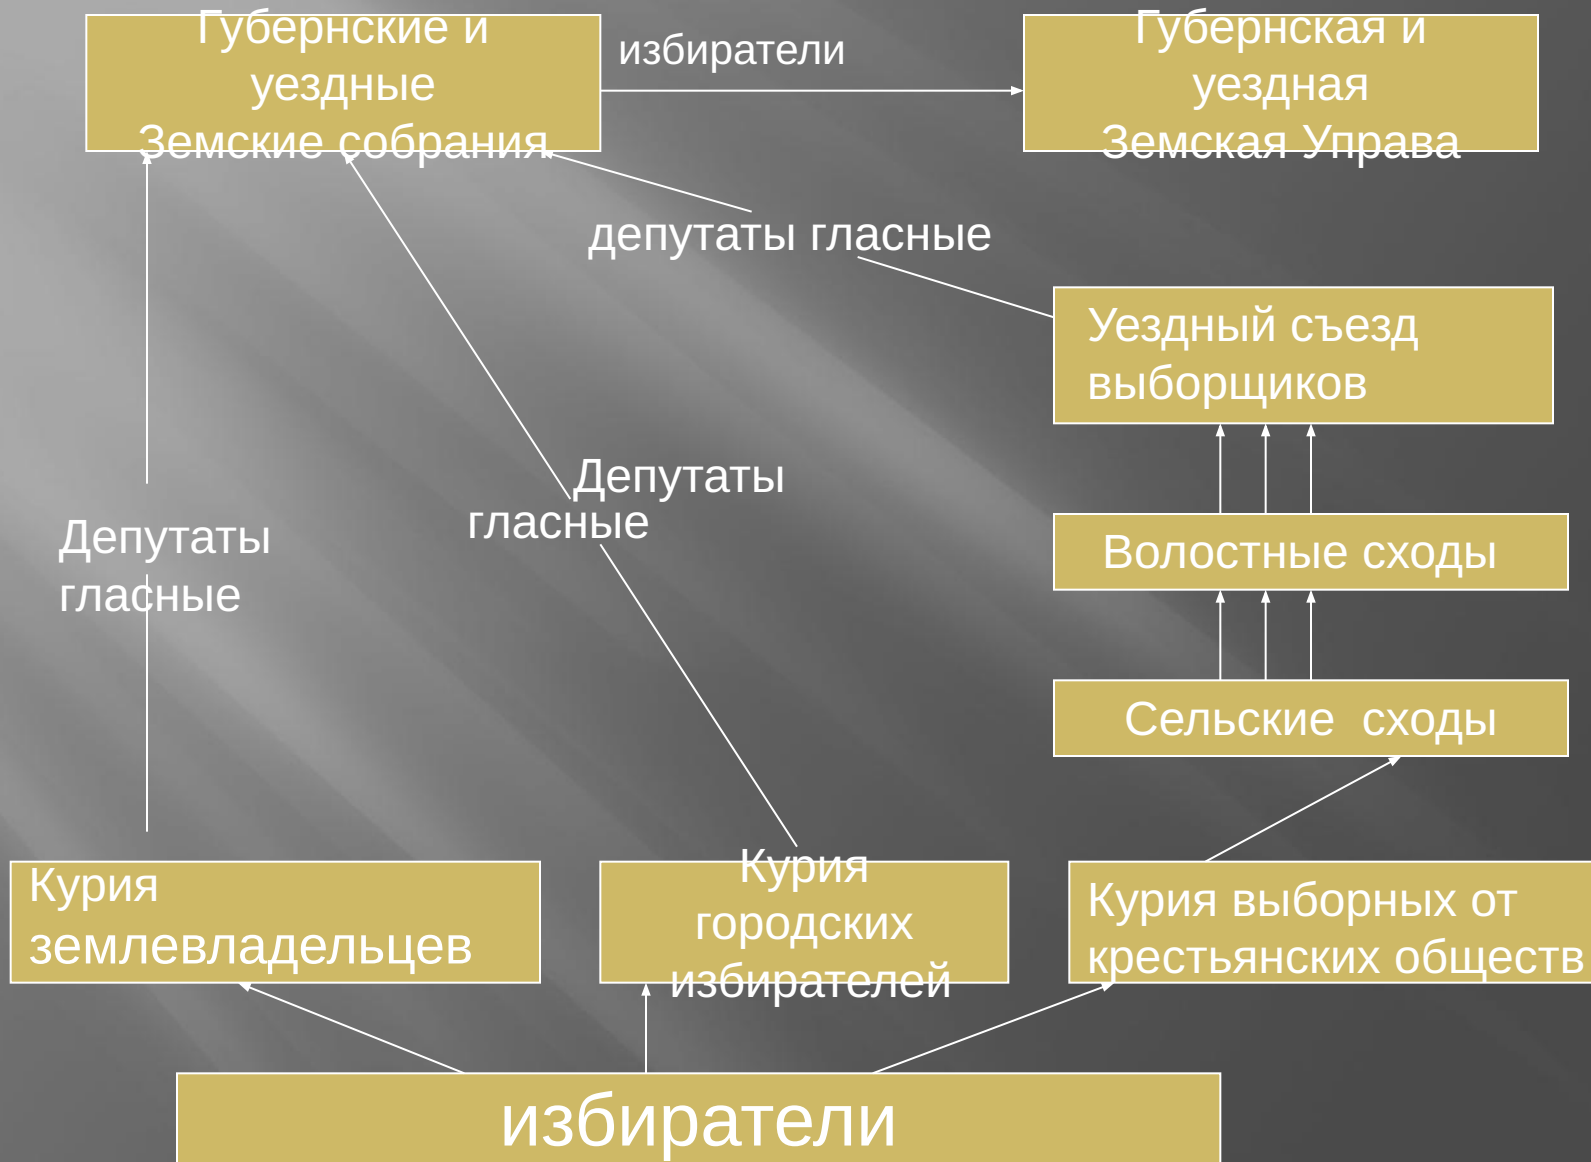 Губернские и
уездные
Земские собрания
избиратели
Губернская и
уездная
Земская Управа
депутаты гласные
Уездный съезд
выборщиков
Депутаты
гласные
Депутаты
гласные
Волостные сходы
Сельские сходы
Курия
землевладельцев
Курия
городских
избирателей
Курия выборных от
крестьянских обществ
избиратели